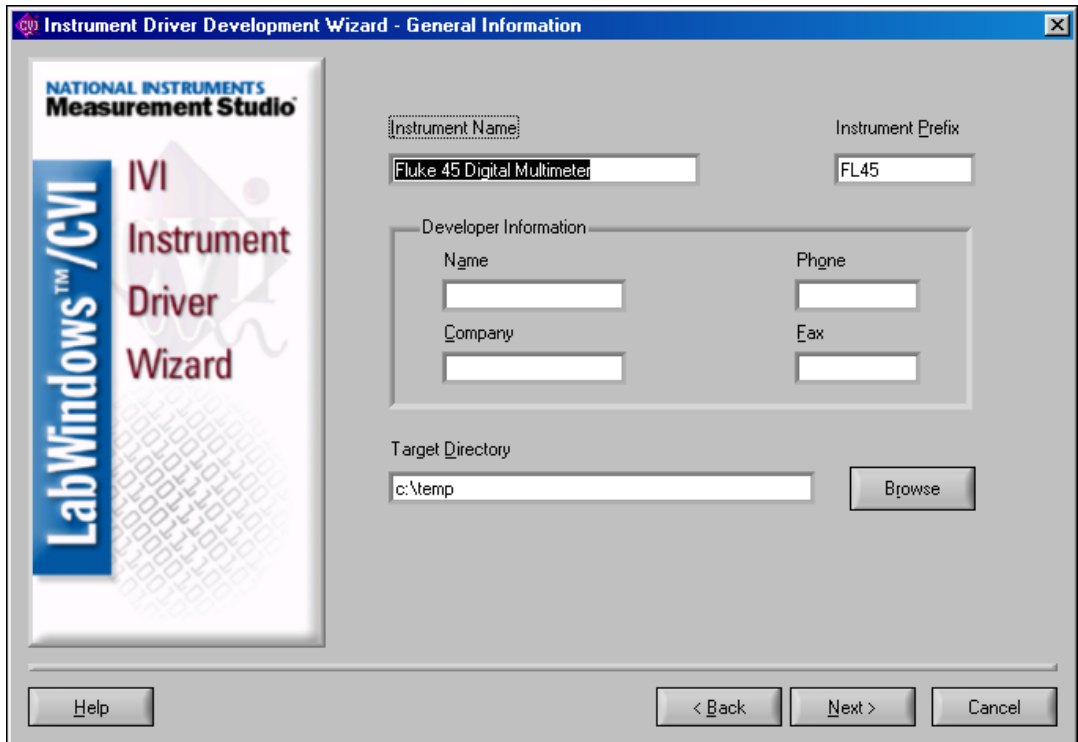 CVI Instrument Driver Development Wizard - General Information
NATIONAL INSTRUMENTS
Measurement Studio
LabWindows™/CVI
IVI
Instrument
Driver
Wizard
Instrument Name
Instrument Prefix
Fluke 45 Digital Multimeter
FL45
Developer Information
Name
Phone
Company
Fax
Target Directory
c:\temp
Browse
Help
< Back
Next >
Cancel